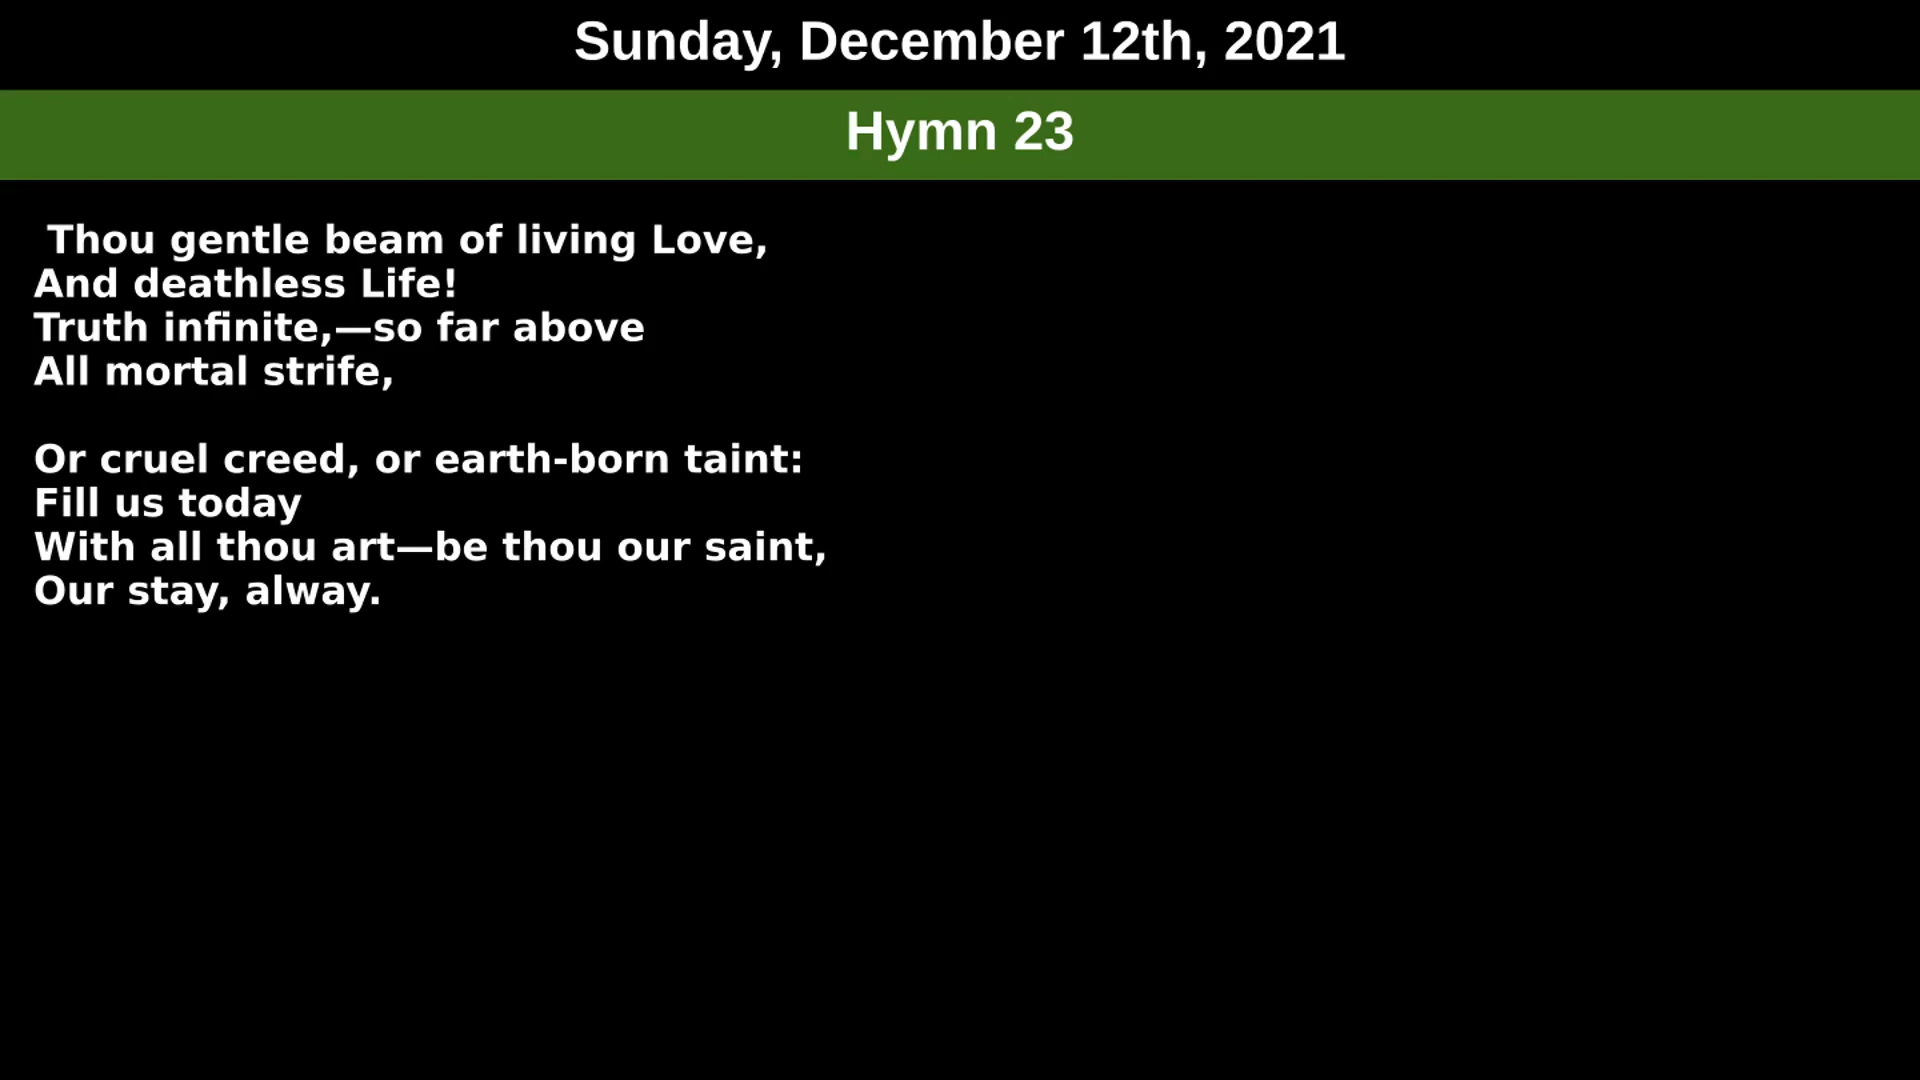 Sunday, December 12th, 2021
Hymn 23
Thou gentle beam of living Love,
And deathless Life!
Truth infinite,—so far above
All mortal strife,
Or cruel creed, or earth-born taint:
Fill us today
With all thou art—be thou our saint,
Our stay, alway.